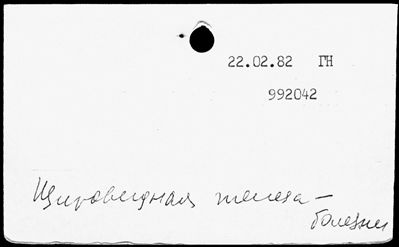 22.02.82 ГН
992042
Щитовидная железа –
болезни